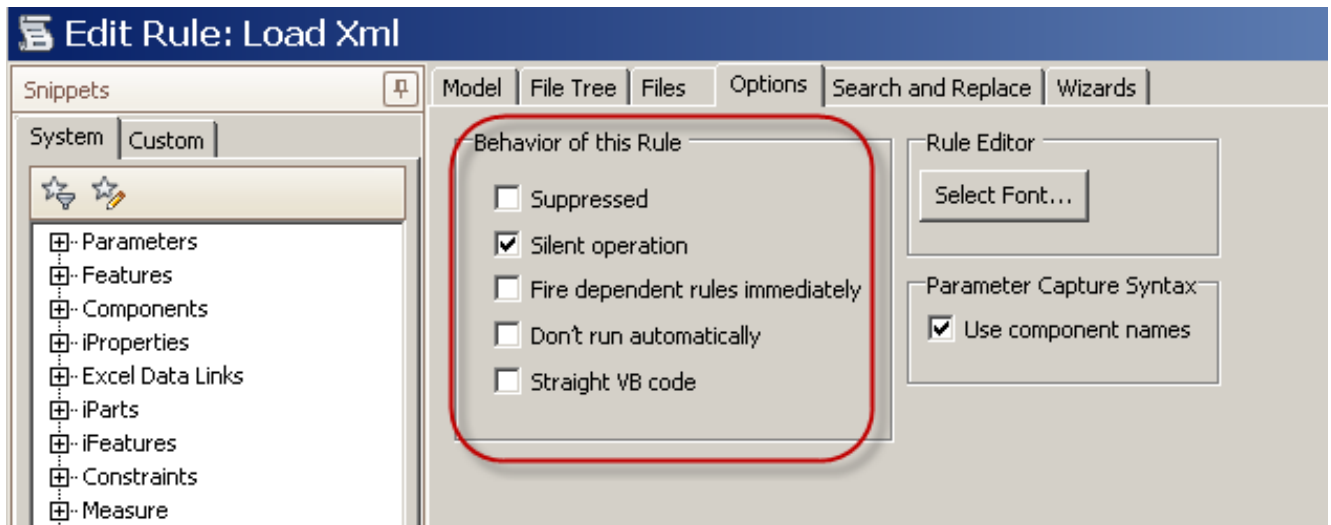 Edit Rule: Load Xml
Snippets
System
Custom
Parameters
Features
Components
iProperties
Excel Data Links
iParts
iFeatures
Constraints
Measure
Model
File Tree
Files
Options
Search and Replace
Wizards
Behavior of this Rule
Suppressed
Silent operation
Fire dependent rules immediately
Don't run automatically
Straight VB code
Rule Editor
Select Font...
Parameter Capture Syntax
Use component names